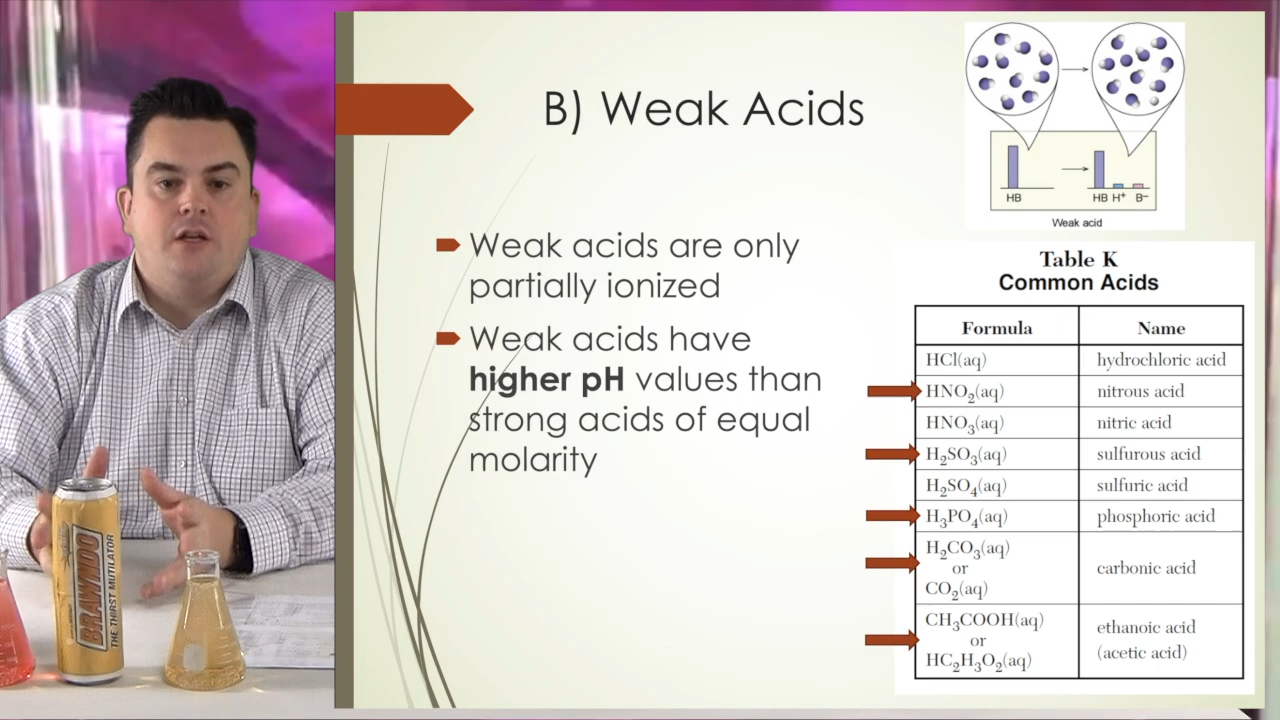 B) Weak Acids
Weak acids are only
partially ionized
Weak acids have
higher pH values than
strong acids of equal
molarity
HB
HB H⁺ B⁻
Weak acid
Table K
Common Acids
Formula Name
HCl(aq) hydrochloric acid
HNO₂(aq) nitrous acid
HNO₃(aq) nitric acid
H₂SO₃(aq) sulfurous acid
H₂SO₄(aq) sulfuric acid
H₃PO₄(aq) phosphoric acid
H₂CO₃(aq)
or
CO₂(aq)
carbonic acid
CH₃COOH(aq)
or
HC₂H₃O₂(aq)
ethanoic acid
(acetic acid)
BRAWNDO
THE THIRST MUTILATOR